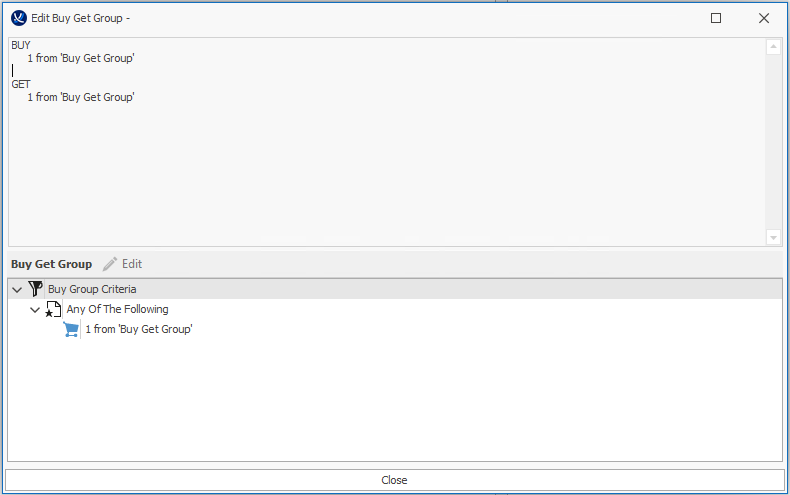 Edit Buy Get Group -
BUY
1 from 'Buy Get Group'
GET
1 from 'Buy Get Group'
Buy Get Group Edit
Buy Group Criteria
Any Of The Following
1 from 'Buy Get Group'
Close